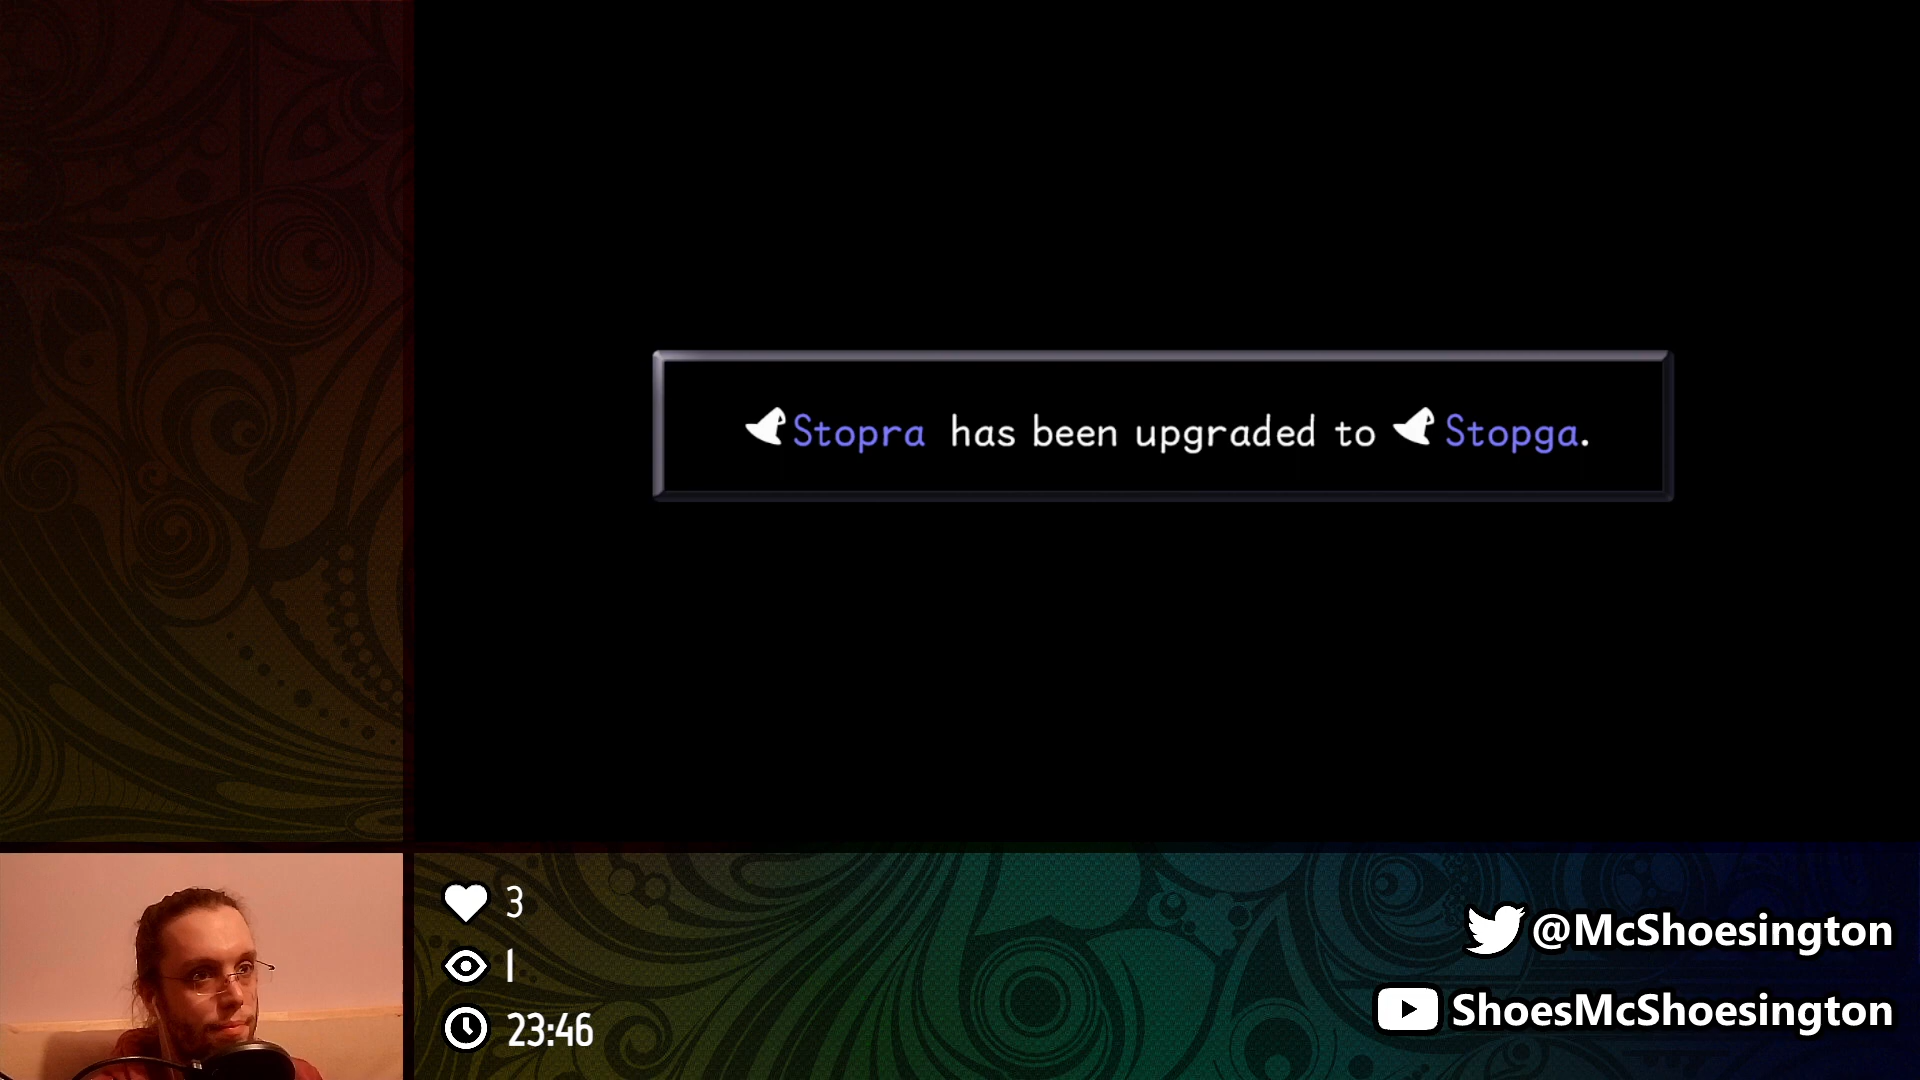 Stopra has been upgraded to Stopga.
3
1
23:46
@McShoesington
ShoesMcShoesington